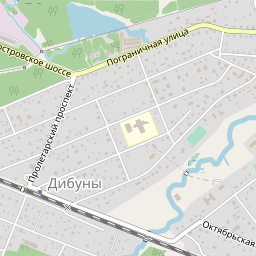 Пограничная улица
островское шоссе
Пролетарский проспект
Дибуны
Октябрьская